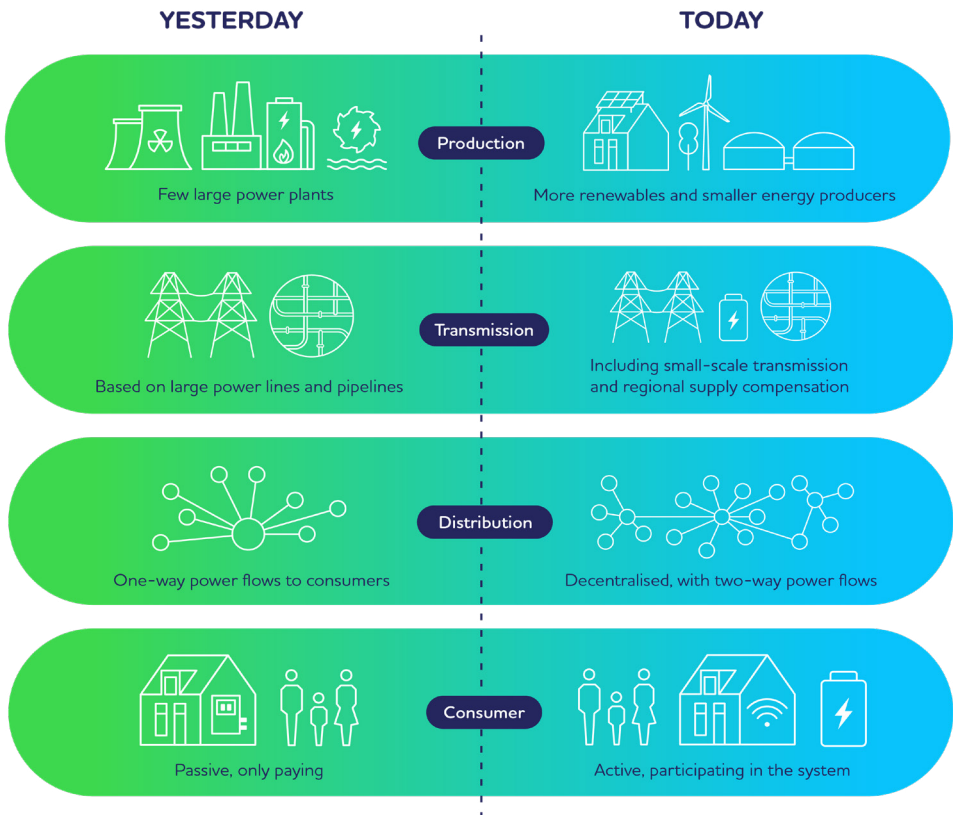 YESTERDAY
TODAY
Production
Few large power plants
More renewables and smaller energy producers
Transmission
Based on large power lines and pipelines
Including small-scale transmission
and regional supply compensation
Distribution
One-way power flows to consumers
Decentralised, with two-way power flows
Consumer
Passive, only paying
Active, participating in the system